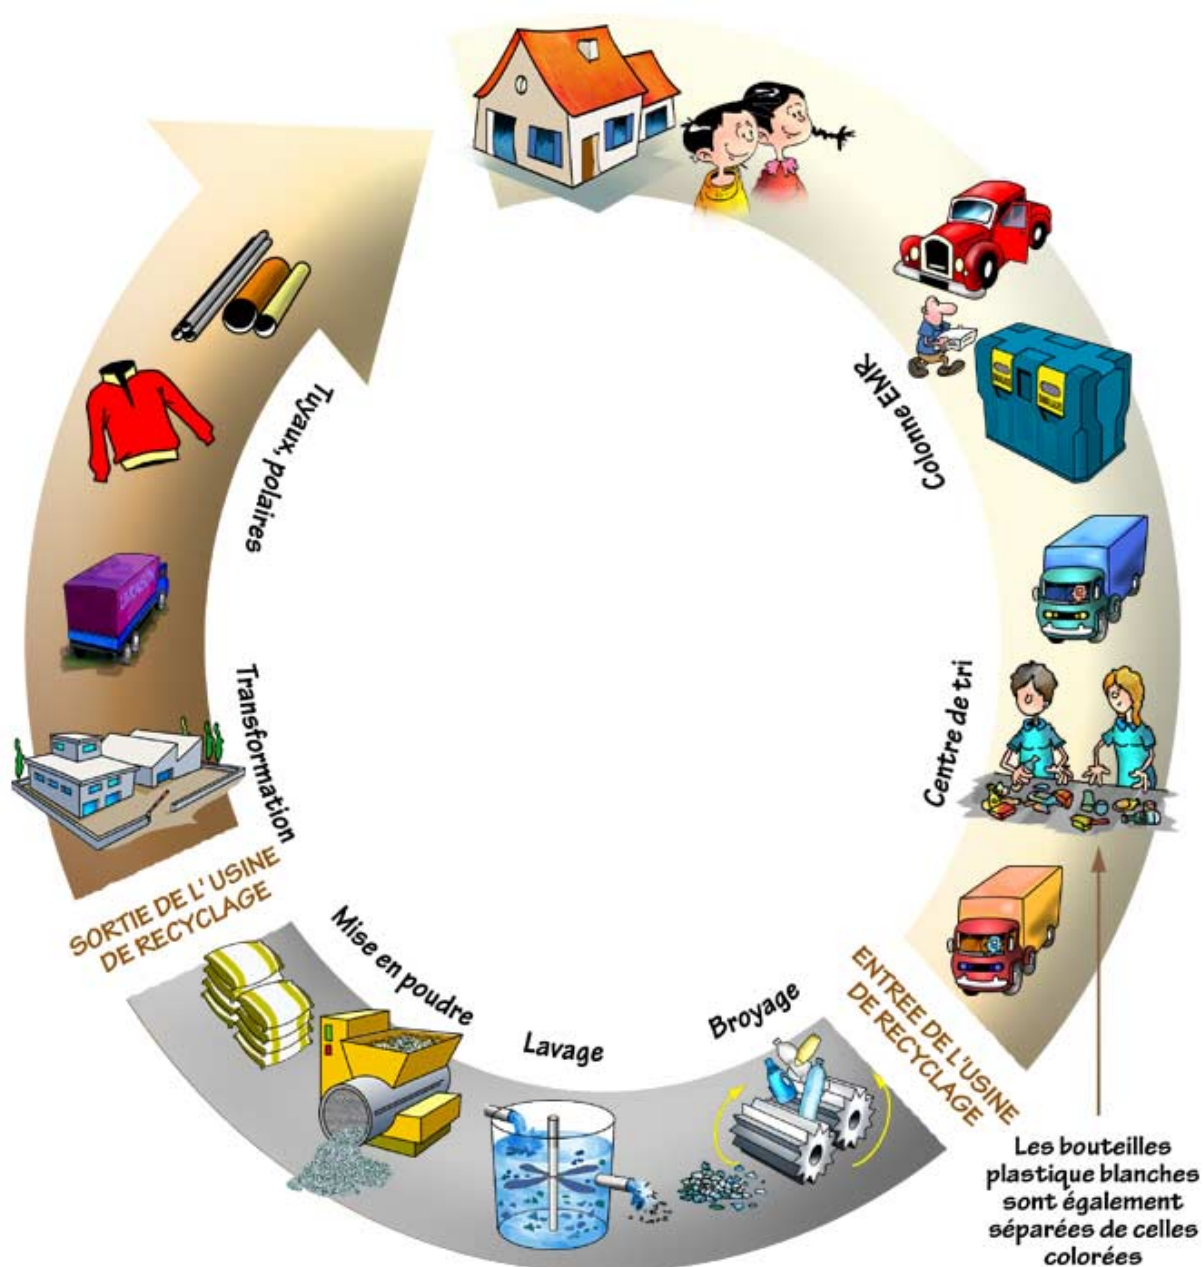 Colonne EMR
Centre de tri
ENTREE DE L'USINE
DE RECYCLAGE
Les bouteilles
plastique blanches
sont également
séparées de celles
colorées
Broyage
Lavage
Mise en poudre
SORTIE DE L'USINE
DE RECYCLAGE
Transformation
LIVRAISON
Tuyaux, polaires